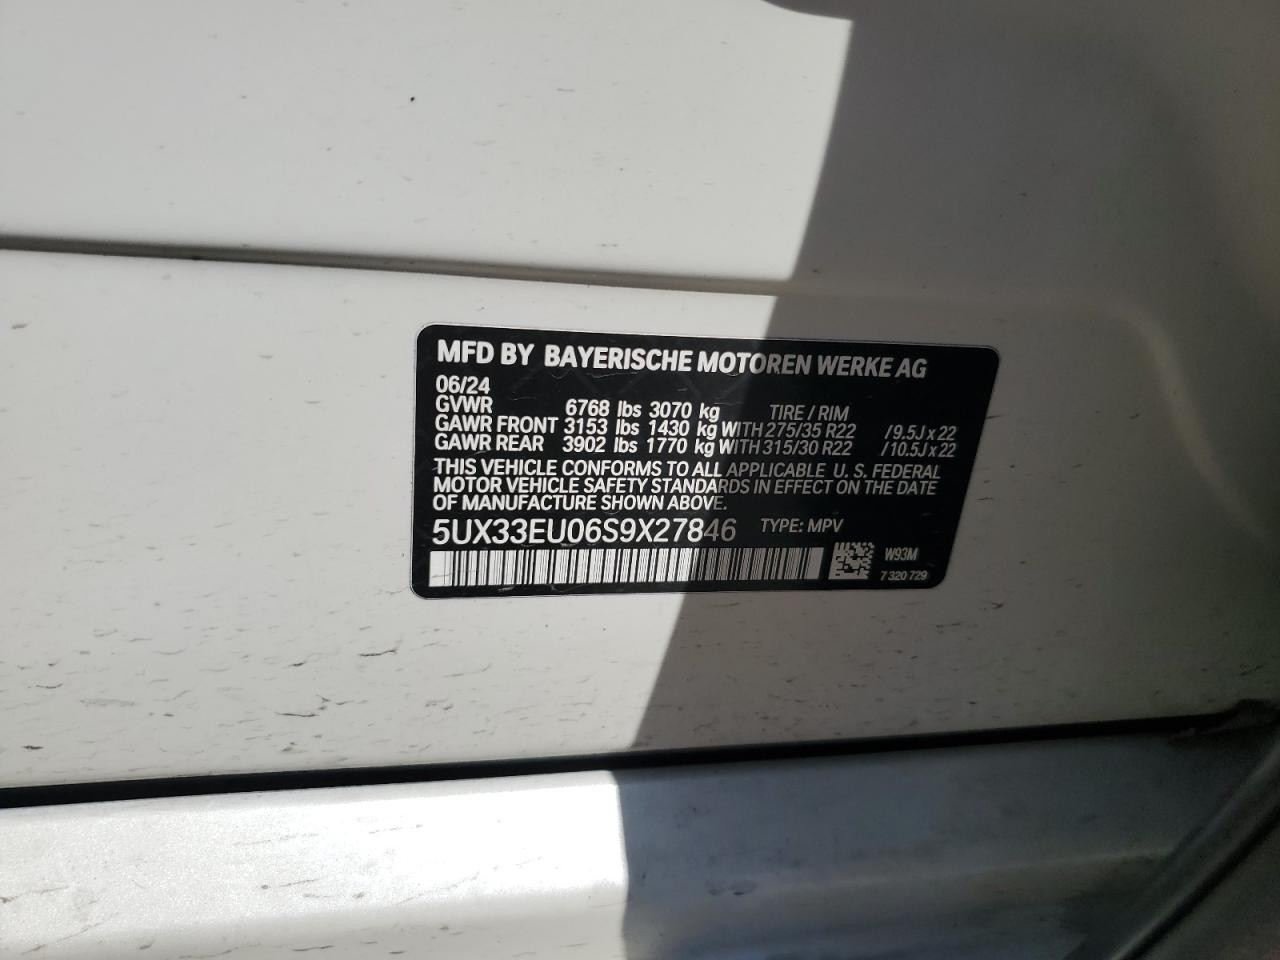 MFD BY BAYERISCHE MOTOREN WERKE AG
06/24
GVWR 6768 lbs 3070 kg TIRE / RIM
GAWR FRONT 3153 lbs 1430 kg WITH 275/35 R22 / 9.5J x 22
GAWR REAR 3902 lbs 1770 kg WITH 315/30 R22 / 10.5J x 22
THIS VEHICLE CONFORMS TO ALL APPLICABLE U. S. FEDERAL
MOTOR VEHICLE SAFETY STANDARDS IN EFFECT ON THE DATE
OF MANUFACTURE SHOWN ABOVE.
5UX33EU06S9X27846 TYPE: MPV
W93M
7 320 729